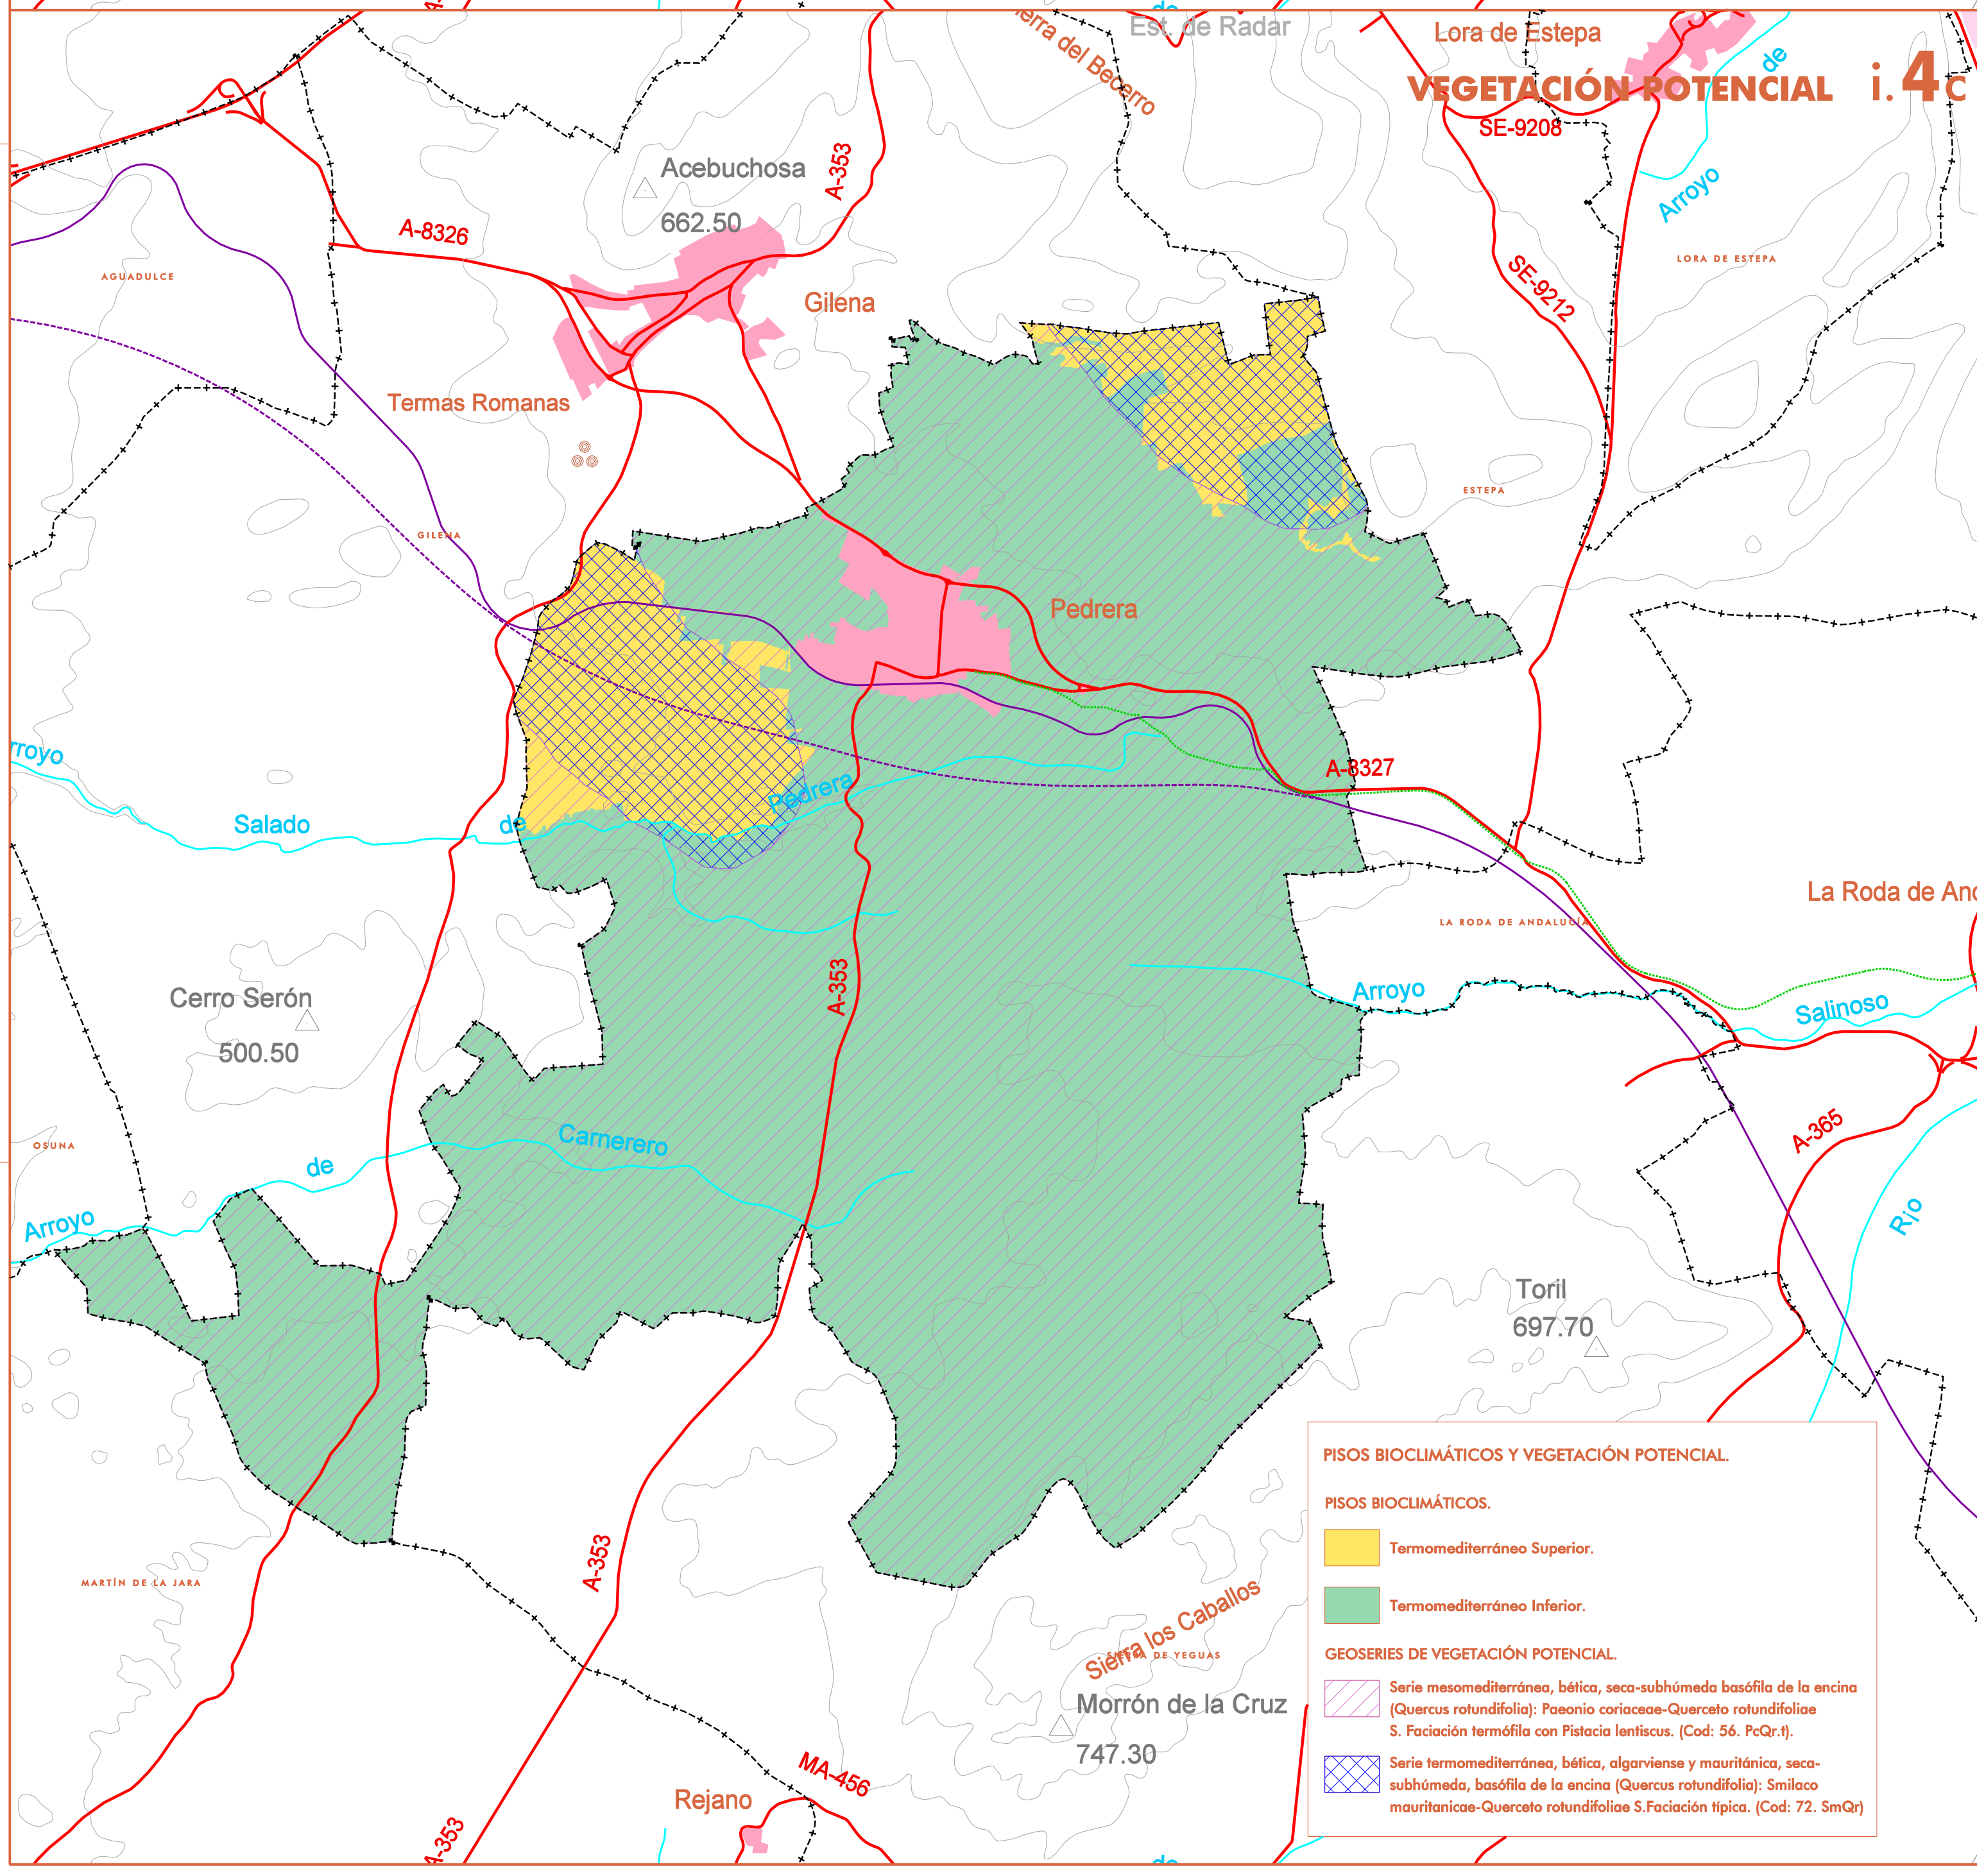 Sierra del Becerro
Est. de Radar
Lora de Estepa
de
VEGETACIÓN POTENCIAL i.4c
SE-9208
Acebuchosa
662.50
A-353
Arroyo
A-8326
AGUADULCE
LORA DE ESTEPA
SE-9212
Gilena
Termas Romanas
ESTEPA
GILENA
Pedrera
rroyo
A-8327
Pedrera
Salado
de
La Roda de And
LA RODA DE ANDALUCÍA
Cerro Serón
500.50
A-353
Arroyo
Salinoso
A-365
Carnerero
OSUNA
de
Arroyo
Rio
Toril
697.70
PISOS BIOCLIMÁTICOS Y VEGETACIÓN POTENCIAL.
PISOS BIOCLIMÁTICOS.
Termomediterráneo Superior.
Termomediterráneo Inferior.
GEOSERIES DE VEGETACIÓN POTENCIAL.
Serie mesomediterránea, bética, seca-subhúmeda basófila de la encina
(Quercus rotundifolia): Paeonio coriaceae-Querceto rotundifoliae
S. Faciación termófila con Pistacia lentiscus. (Cod: 56. PcQr.t).
Serie termomediterránea, bética, algarviense y mauritánica, seca-
subhúmeda, basófila de la encina (Quercus rotundifolia): Smilaco
mauritanicae-Querceto rotundifoliae S.Faciación típica. (Cod: 72. SmQr)
A-353
MARTÍN DE LA JARA
Sierra los Caballos
SIERRA DE YEGUAS
Morrón de la Cruz
747.30
MA-456
Rejano
A-353